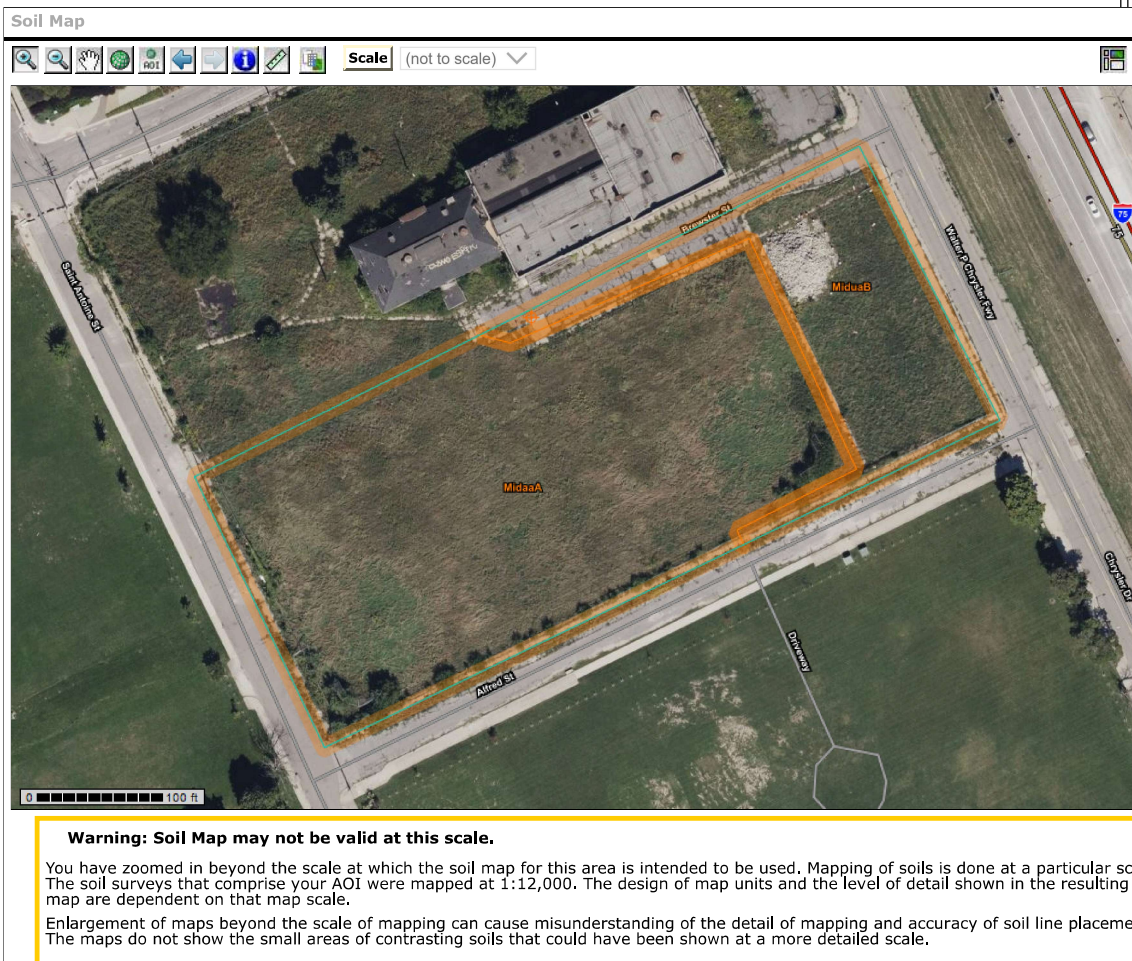 Soil Map
AOI
Scale
(not to scale)
Brewster St
75
75
Saint Antoine St
Walter P Chrysler Fwy
MiduaB
MidaaA
Chrysler Dr
Driveway
Alfred St
0
100 ft
Warning: Soil Map may not be valid at this scale.
You have zoomed in beyond the scale at which the soil map for this area is intended to be used. Mapping of soils is done at a particular sc
The soil surveys that comprise your AOI were mapped at 1:12,000. The design of map units and the level of detail shown in the resulting
map are dependent on that map scale.
Enlargement of maps beyond the scale of mapping can cause misunderstanding of the detail of mapping and accuracy of soil line placeme
The maps do not show the small areas of contrasting soils that could have been shown at a more detailed scale.